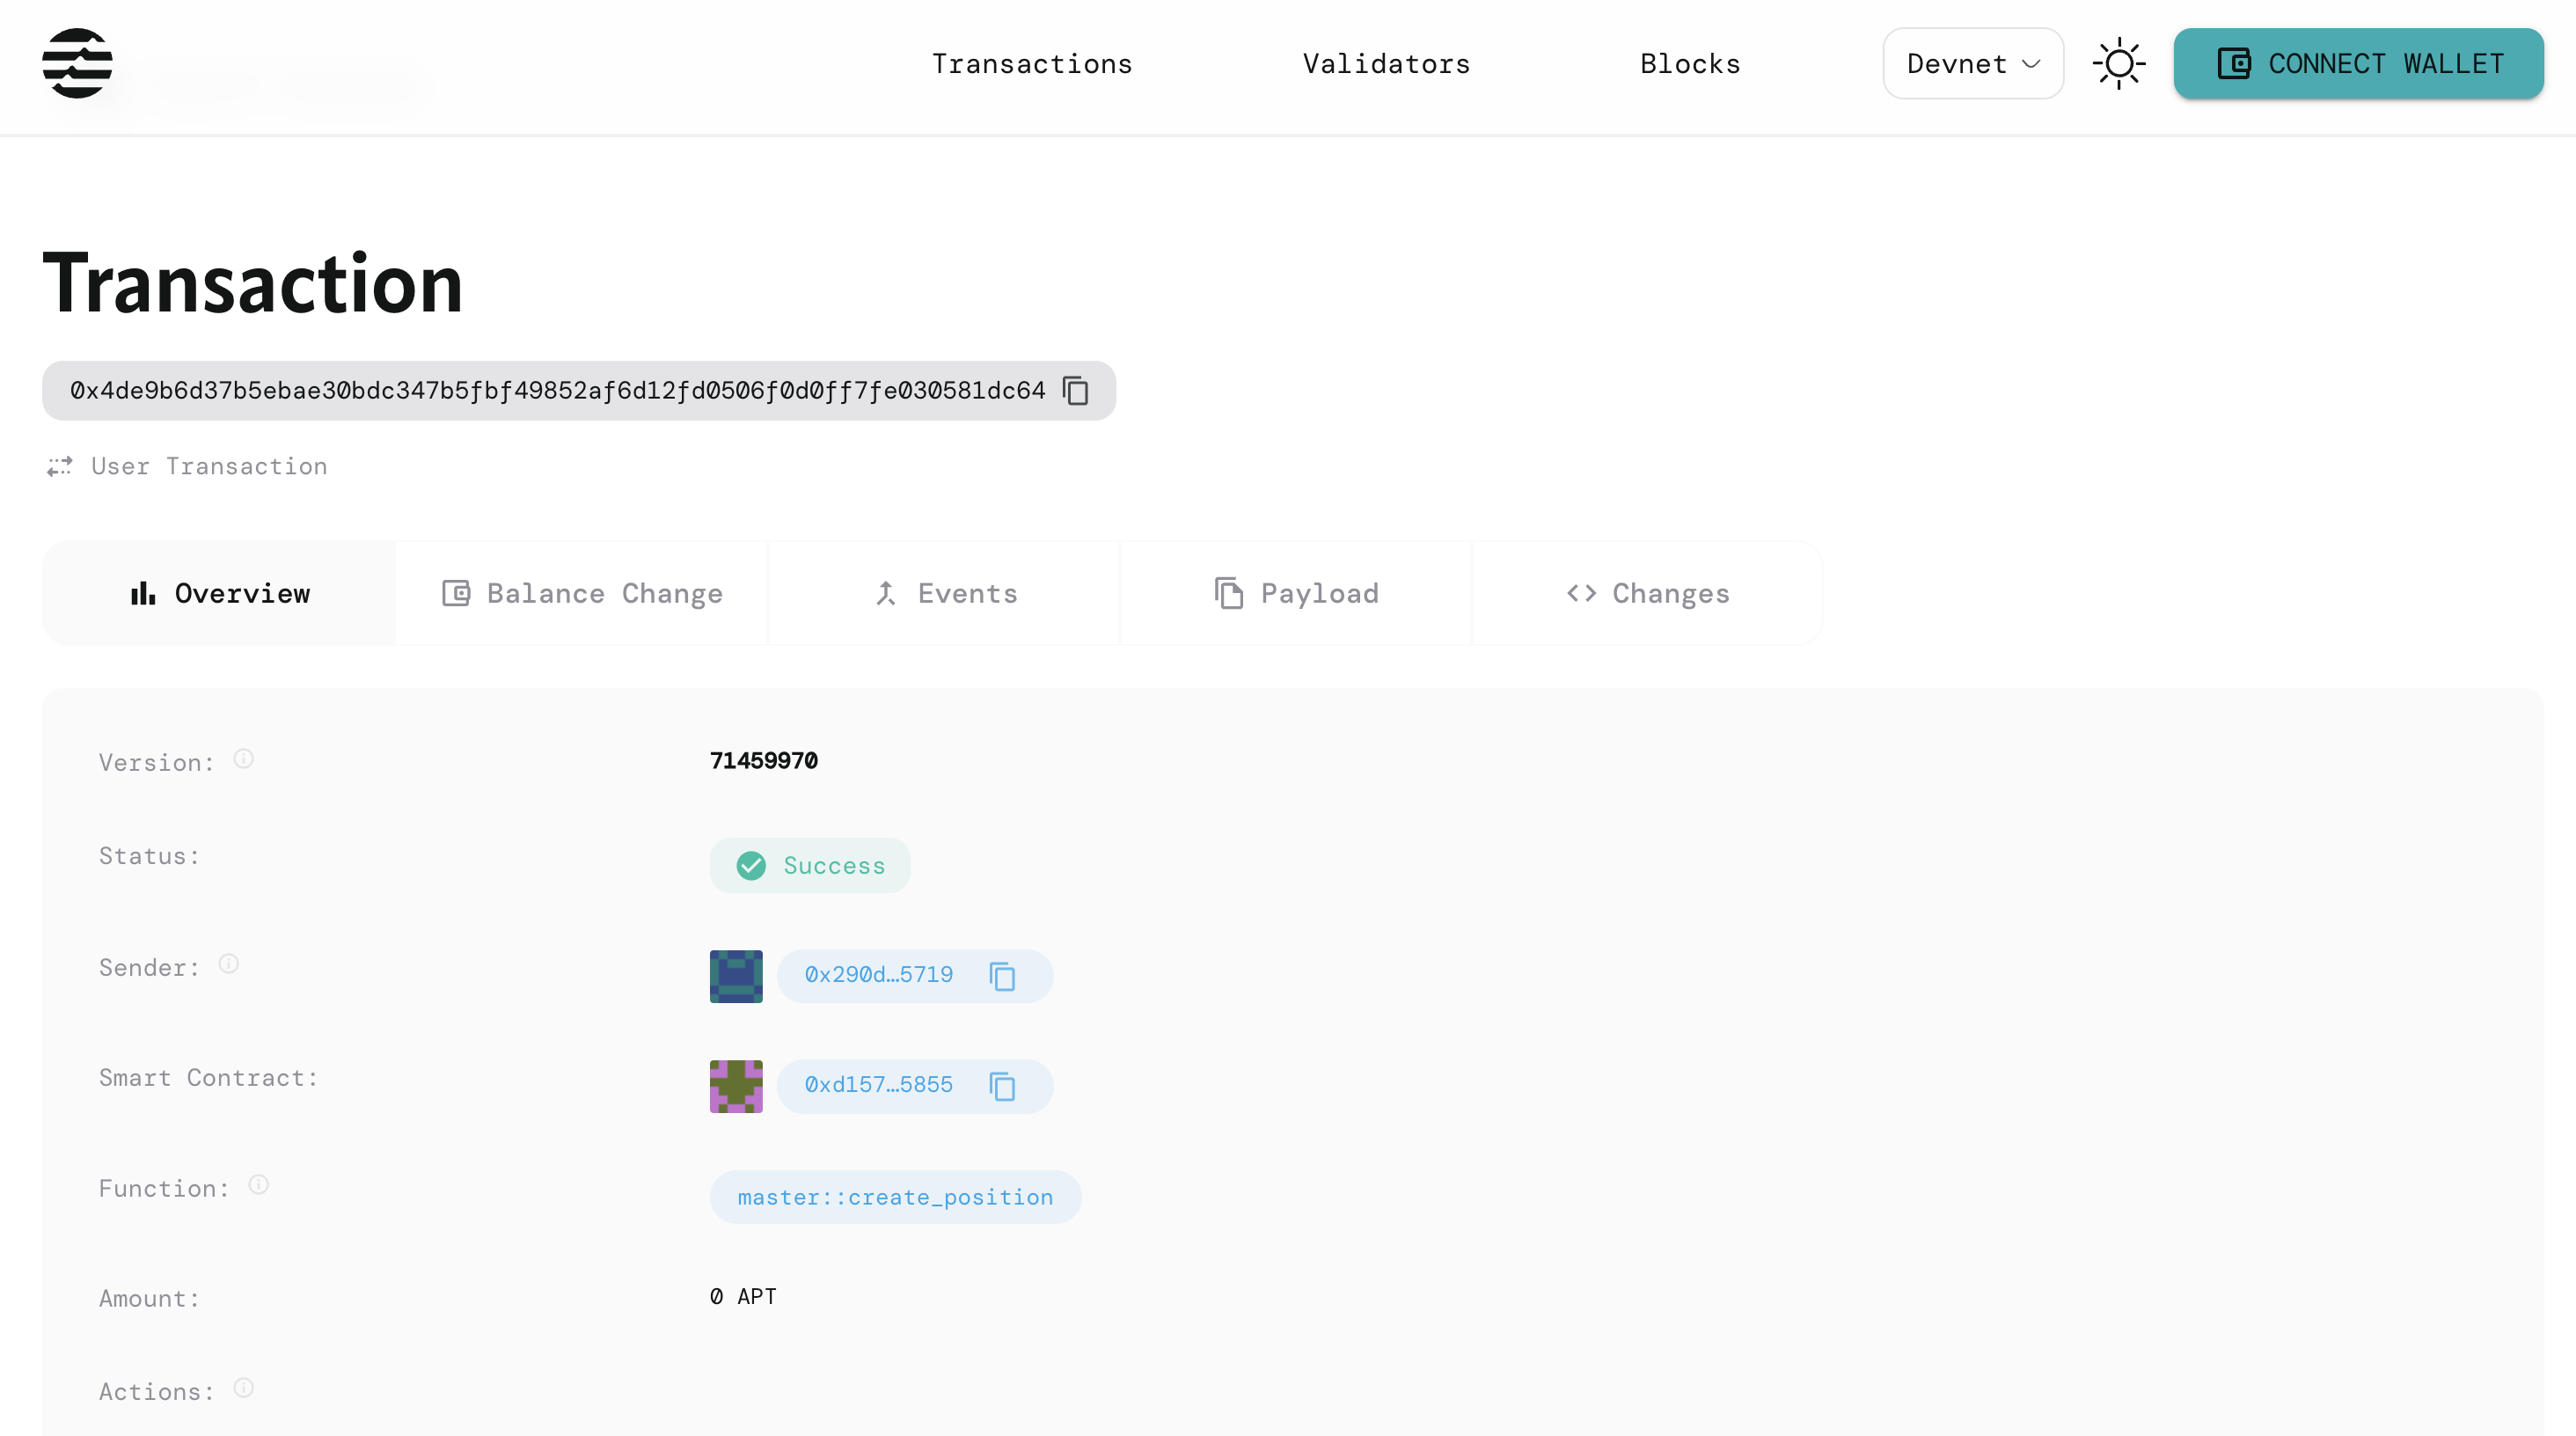 Transactions
Validators
Blocks
Devnet
CONNECT WALLET
Transaction
0x4de9b6d37b5ebae30bdc347b5fbf49852af6d12fd0506f0d0ff7fe030581dc64
User Transaction
Overview
Balance Change
Events
Payload
Changes
Version:
71459970
Status:
Success
Sender:
0x290d…5719
Smart Contract:
0xd157…5855
Function:
master::create_position
Amount:
0 APT
Actions: